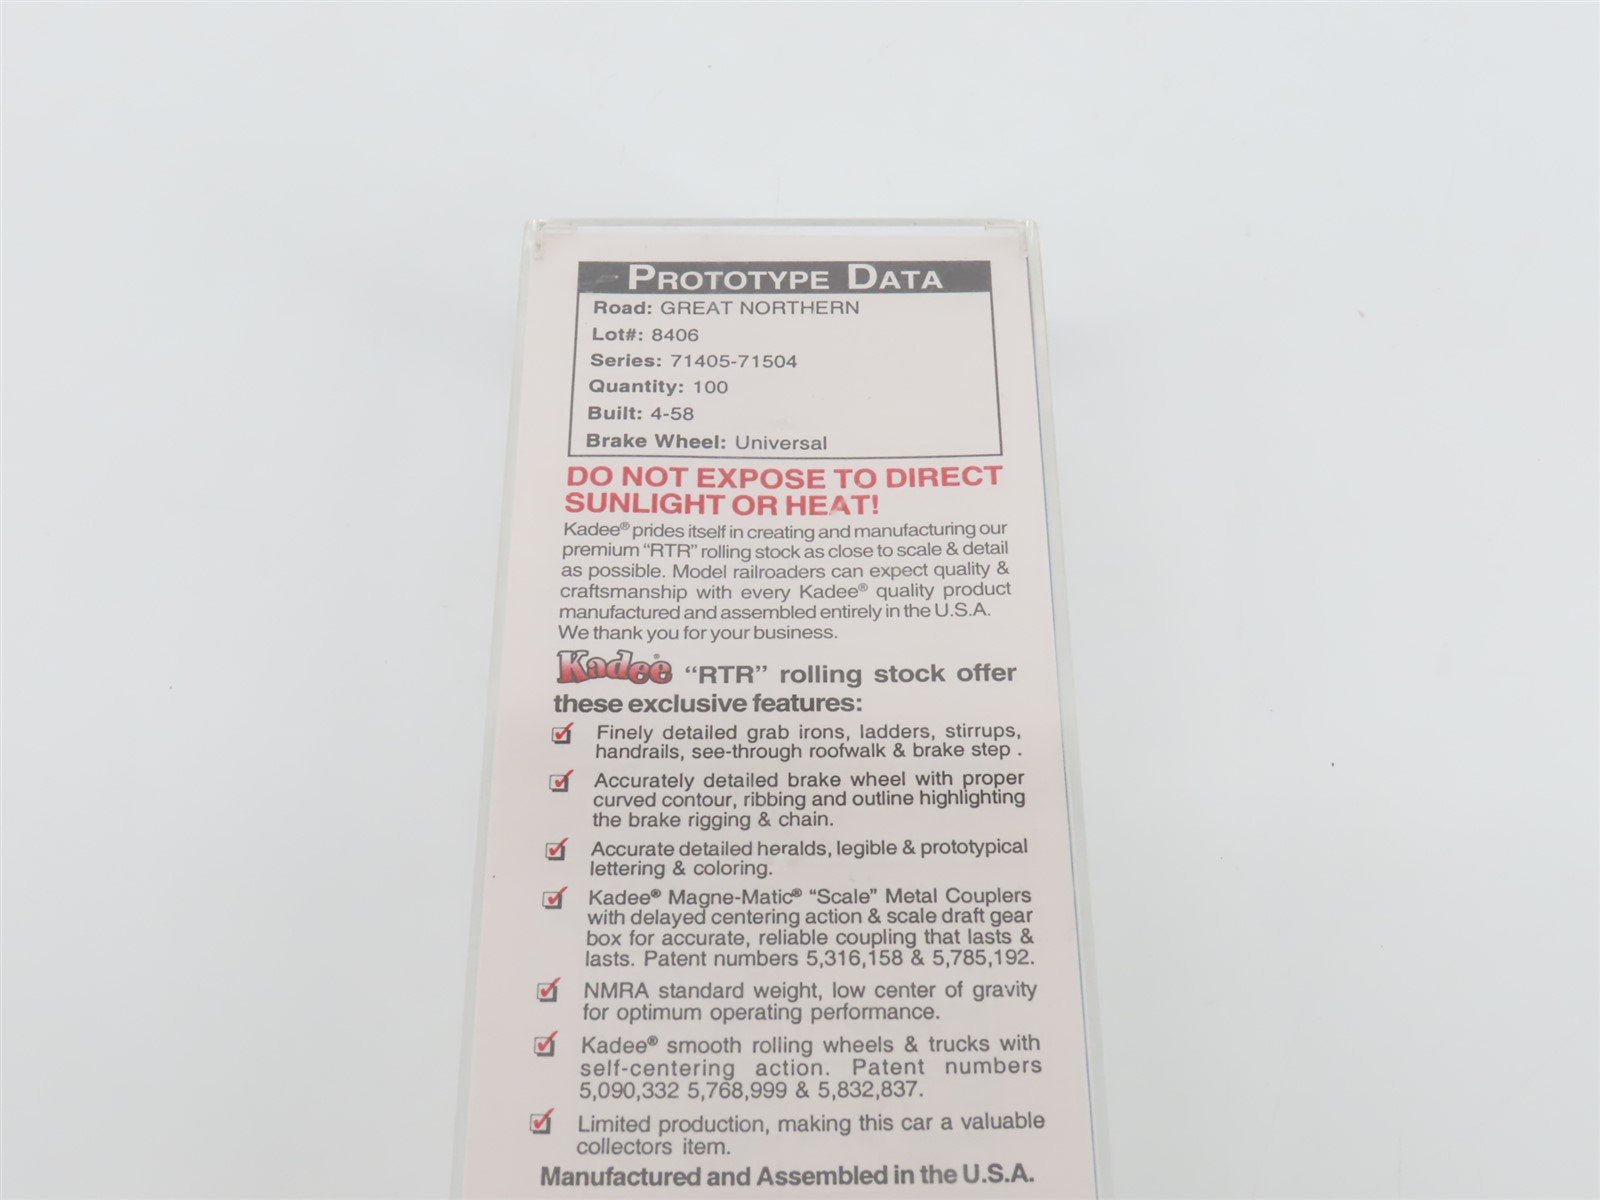 PROTOTYPE DATA
Road: GREAT NORTHERN
Lot#: 8406
Series: 71405-71504
Quantity: 100
Built: 4-58
Brake Wheel: Universal
DO NOT EXPOSE TO DIRECT
SUNLIGHT OR HEAT!
Kadee® prides itself in creating and manufacturing our
premium “RTR” rolling stock as close to scale & detail
as possible. Model railroaders can expect quality &
craftsmanship with every Kadee® quality product
manufactured and assembled entirely in the U.S.A.
We thank you for your business.
Kadee® “RTR” rolling stock offer
these exclusive features:
Finely detailed grab irons, ladders, stirrups,
handrails, see-through roofwalk & brake step .
Accurately detailed brake wheel with proper
curved contour, ribbing and outline highlighting
the brake rigging & chain.
Accurate detailed heralds, legible & prototypical
lettering & coloring.
Kadee® Magne-Matic® “Scale” Metal Couplers
with delayed centering action & scale draft gear
box for accurate, reliable coupling that lasts &
lasts. Patent numbers 5,316,158 & 5,785,192.
NMRA standard weight, low center of gravity
for optimum operating performance.
Kadee® smooth rolling wheels & trucks with
self-centering action. Patent numbers
5,090,332 5,768,999 & 5,832,837.
Limited production, making this car a valuable
collectors item.
Manufactured and Assembled in the U.S.A.